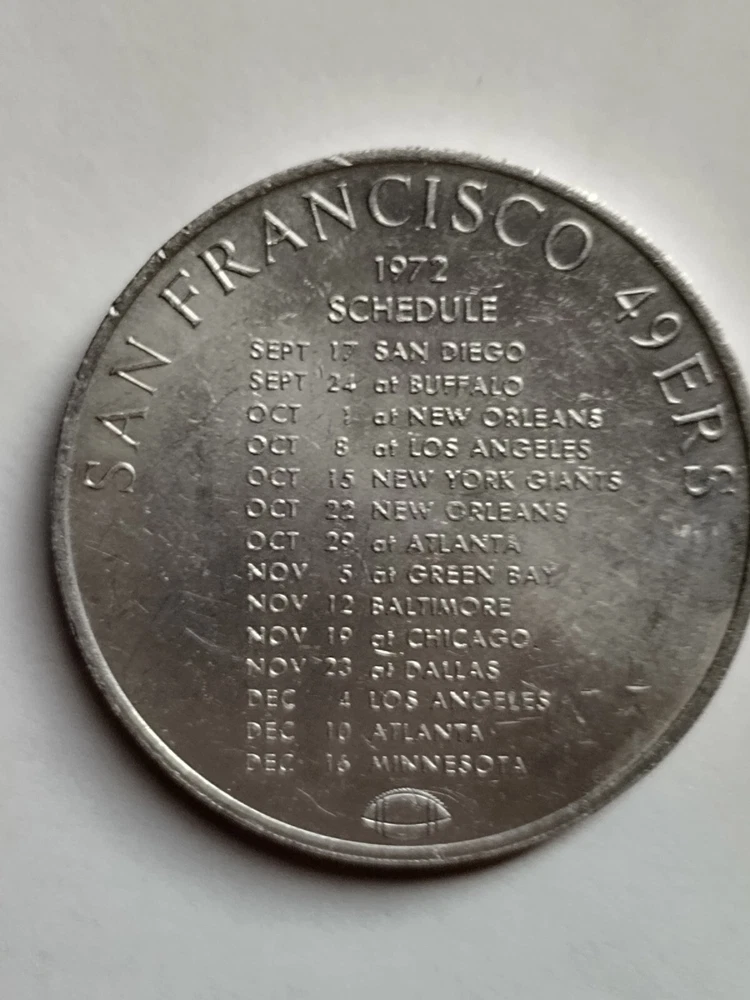 SAN FRANCISCO 49ERS
1972
SCHEDULE
SEPT 17 SAN DIEGO
SEPT 24 at BUFFALO
OCT 1 at NEW ORLEANS
OCT 8 at LOS ANGELES
OCT 15 NEW YORK GIANTS
OCT 22 NEW ORLEANS
OCT 29 at ATLANTA
NOV 5 at GREEN BAY
NOV 12 BALTIMORE
NOV 19 at CHICAGO
NOV 23 at DALLAS
DEC 4 LOS ANGELES
DEC 10 ATLANTA
DEC 16 MINNESOTA